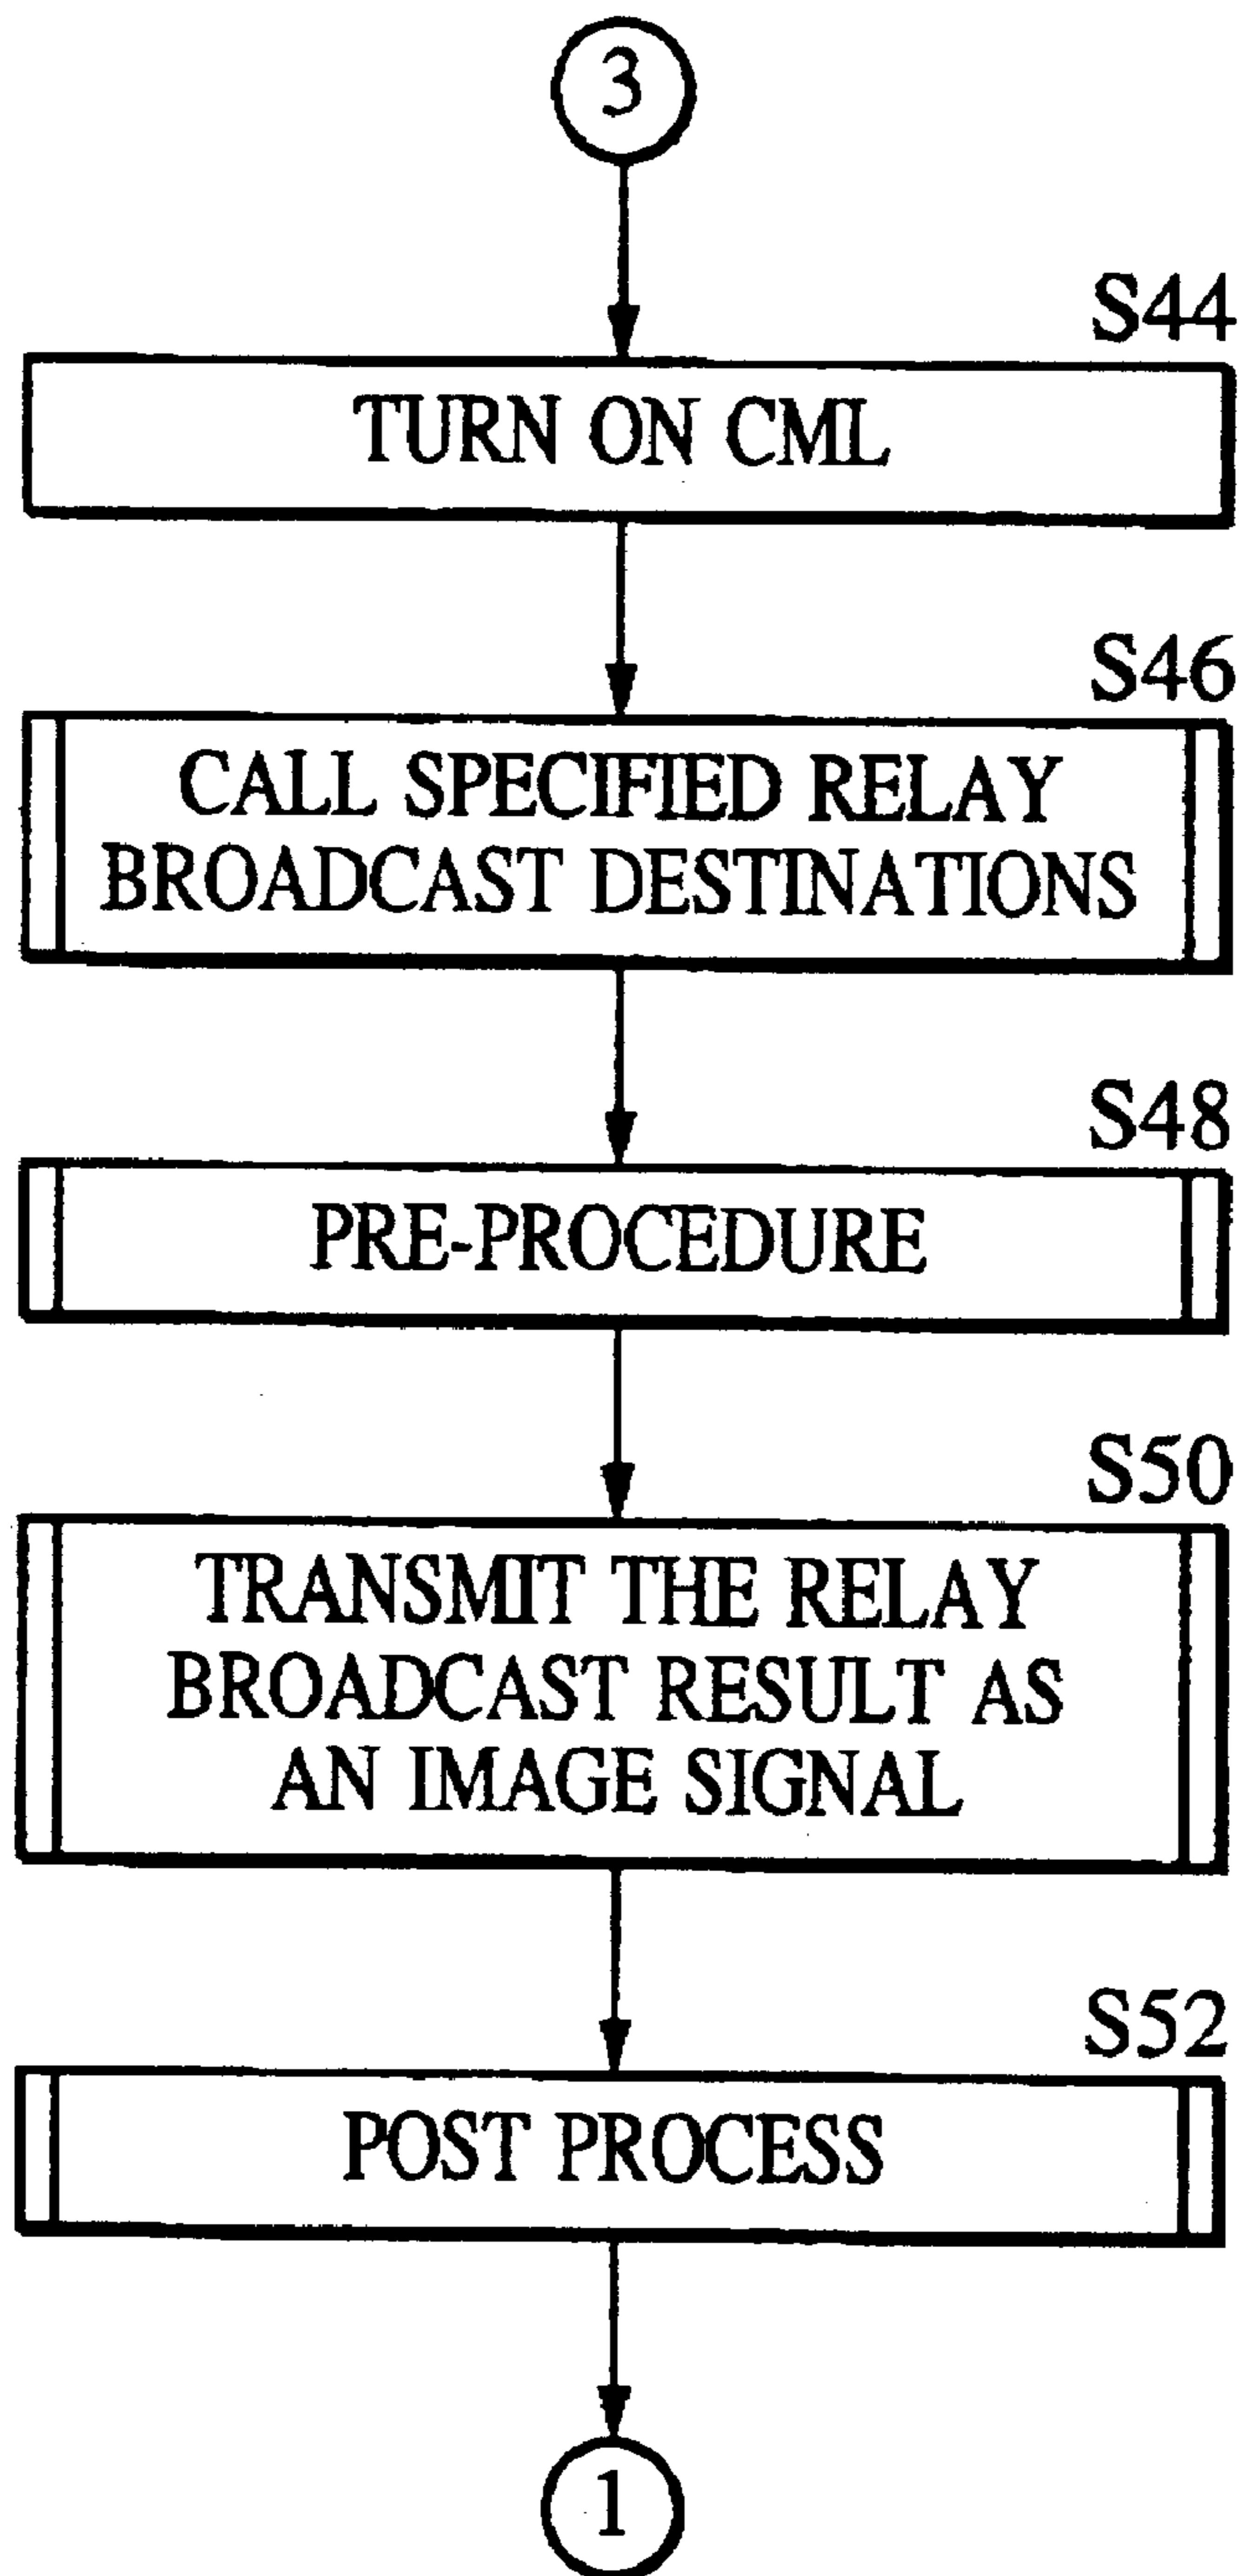 3
S44
TURN ON CML
S46
CALL SPECIFIED RELAY
BROADCAST DESTINATIONS
S48
PRE-PROCEDURE
S50
TRANSMIT THE RELAY
BROADCAST RESULT AS
AN IMAGE SIGNAL
S52
POST PROCESS
1